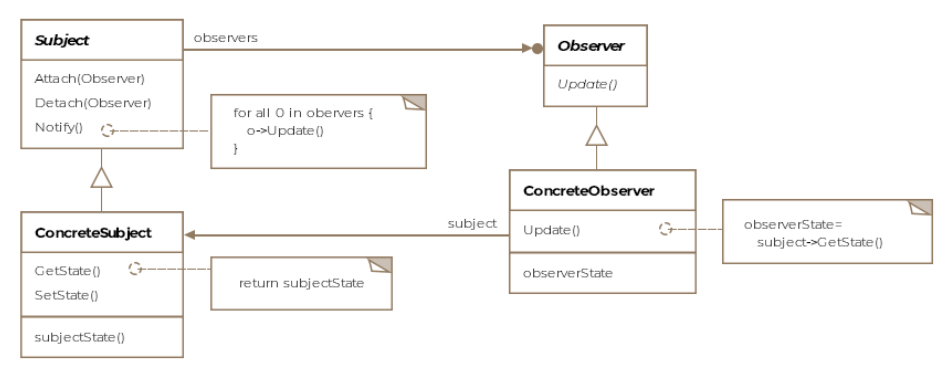 Subject
Attach(Observer)
Detach(Observer)
Notify()
observers
Observer
Update()
for all 0 in obervers {
o->Update()
}
ConcreteSubject
GetState()
SetState()
subjectState()
return subjectState
subject
ConcreteObserver
Update()
observerState
observerState=
subject->GetState()